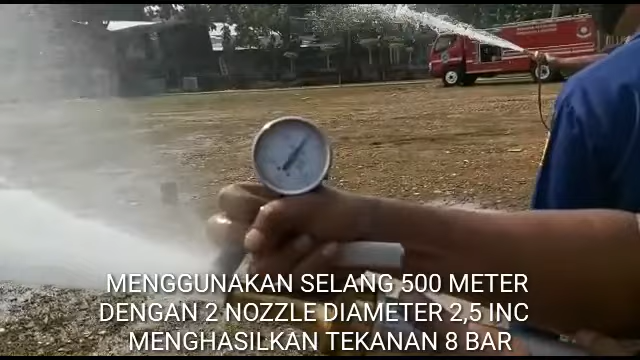 MENGGUNAKAN SELANG 500 METER
DENGAN 2 NOZZLE DIAMETER 2,5 INC
MENGHASILKAN TEKANAN 8 BAR